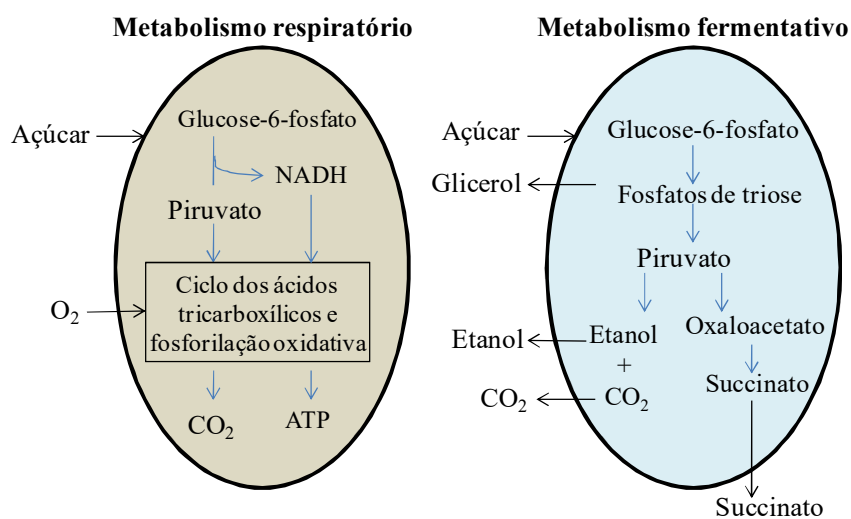 Metabolismo respiratório
Açúcar
Glucose-6-fosfato
NADH
Piruvato
O₂
Ciclo dos ácidos
tricarboxílicos e
fosforilação oxidativa
CO₂
ATP
Metabolismo fermentativo
Açúcar
Glucose-6-fosfato
Glicerol
Fosfatos de triose
Piruvato
Etanol
Etanol
Oxaloacetato
+
CO₂
CO₂
Succinato
Succinato